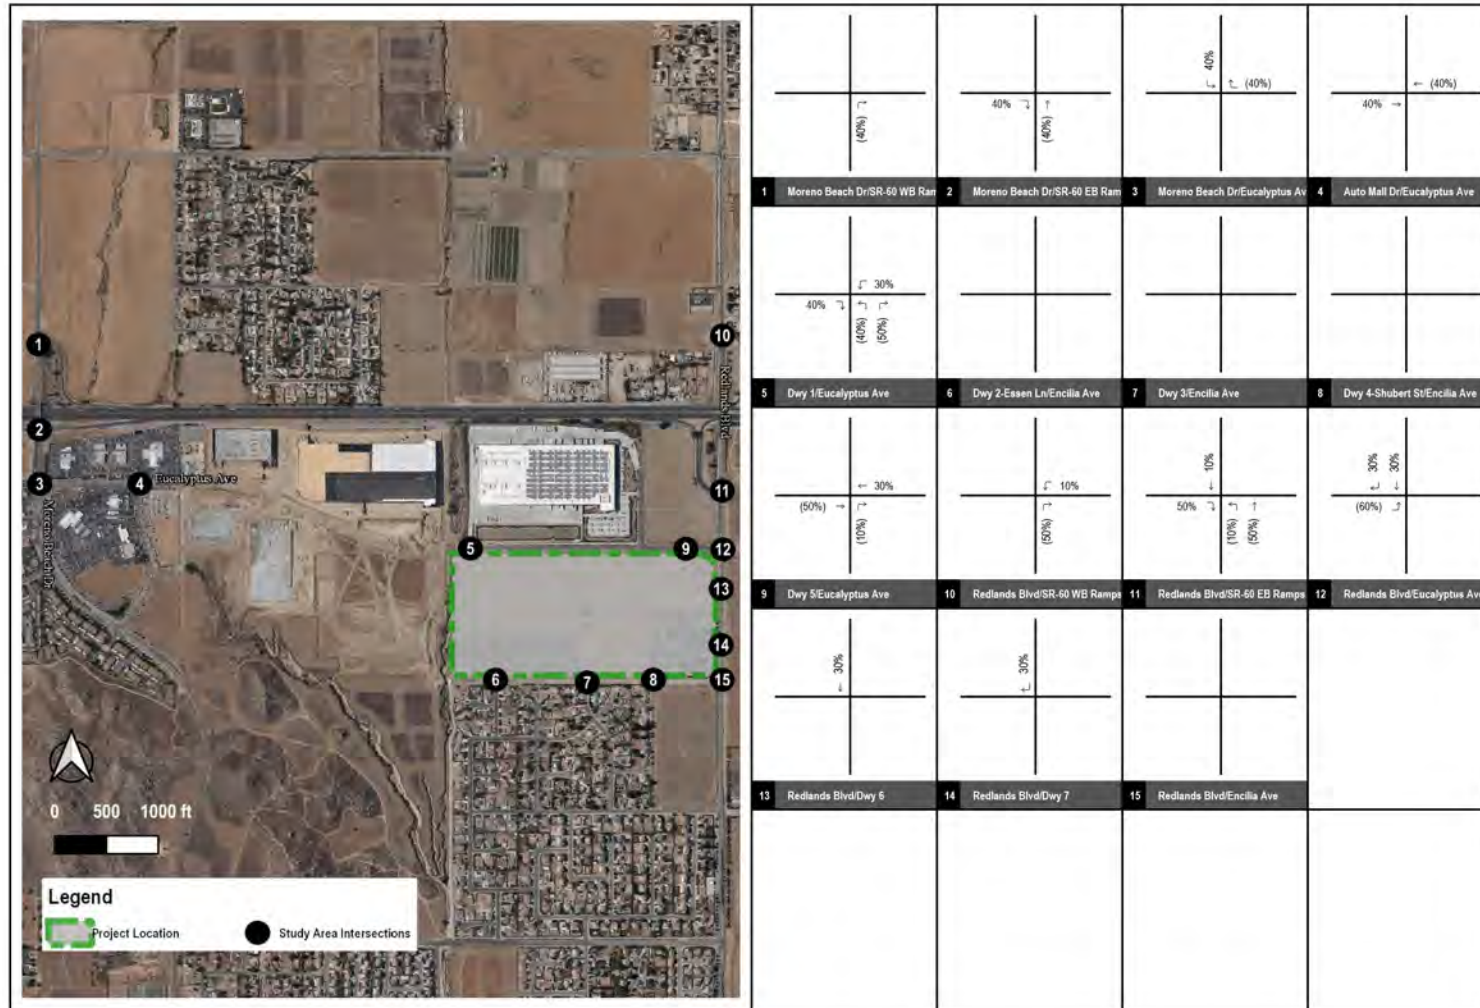 1
2
3
4
Eucalyptus Ave
Moreno Beach Dr
5
6
7
8
9
10
Redlands Blvd
11
12
13
14
15
0 500 1000 ft
Legend
Project Location
Study Area Intersections
(40%)
1 Moreno Beach Dr/SR-60 WB Ram
40%
(40%)
2 Moreno Beach Dr/SR-60 EB Ram
40%
(40%)
3 Moreno Beach Dr/Eucalyptus Av
(40%)
40%
4 Auto Mall Dr/Eucalyptus Ave
30%
40%
(40%)
(50%)
5 Dwy 1/Eucalyptus Ave
6 Dwy 2-Essen Ln/Encilia Ave
7 Dwy 3/Encilia Ave
8 Dwy 4-Shubert St/Encilia Ave
30%
(50%)
(10%)
9 Dwy 5/Eucalyptus Ave
10%
(50%)
10 Redlands Blvd/SR-60 WB Ramps
10%
50%
(10%)
(50%)
11 Redlands Blvd/SR-60 EB Ramps
30%
30%
(60%)
12 Redlands Blvd/Eucalyptus Ave
30%
13 Redlands Blvd/Dwy 6
30%
14 Redlands Blvd/Dwy 7
15 Redlands Blvd/Encilia Ave